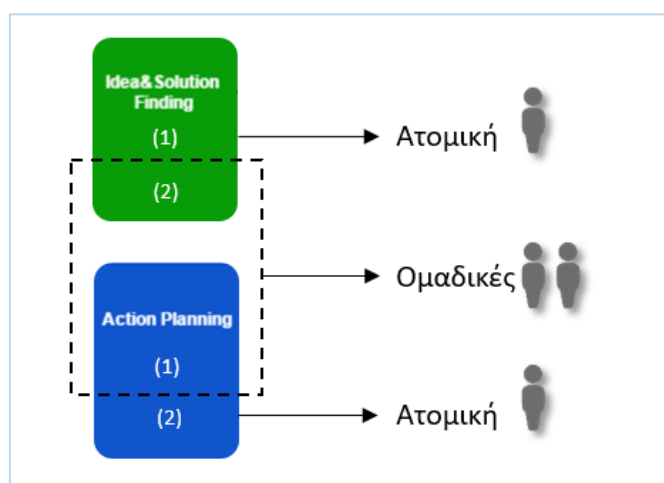 Idea&Solution
Finding
(1)
Ατομική
(2)
Ομαδικές
Action Planning
(1)
(2)
Ατομική